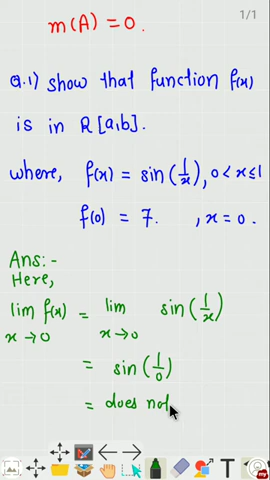 1/1
m(A) = 0.
Q.1) show that function f(x)
is in R[a,b].
where, f(x) = sin(1/x), 0 < x ≤ 1
f(0) = 7. , x = 0.
Ans:-
Here,
lim f(x) = lim sin(1/x)
x → 0 x → 0
= sin(1/0)
= does not